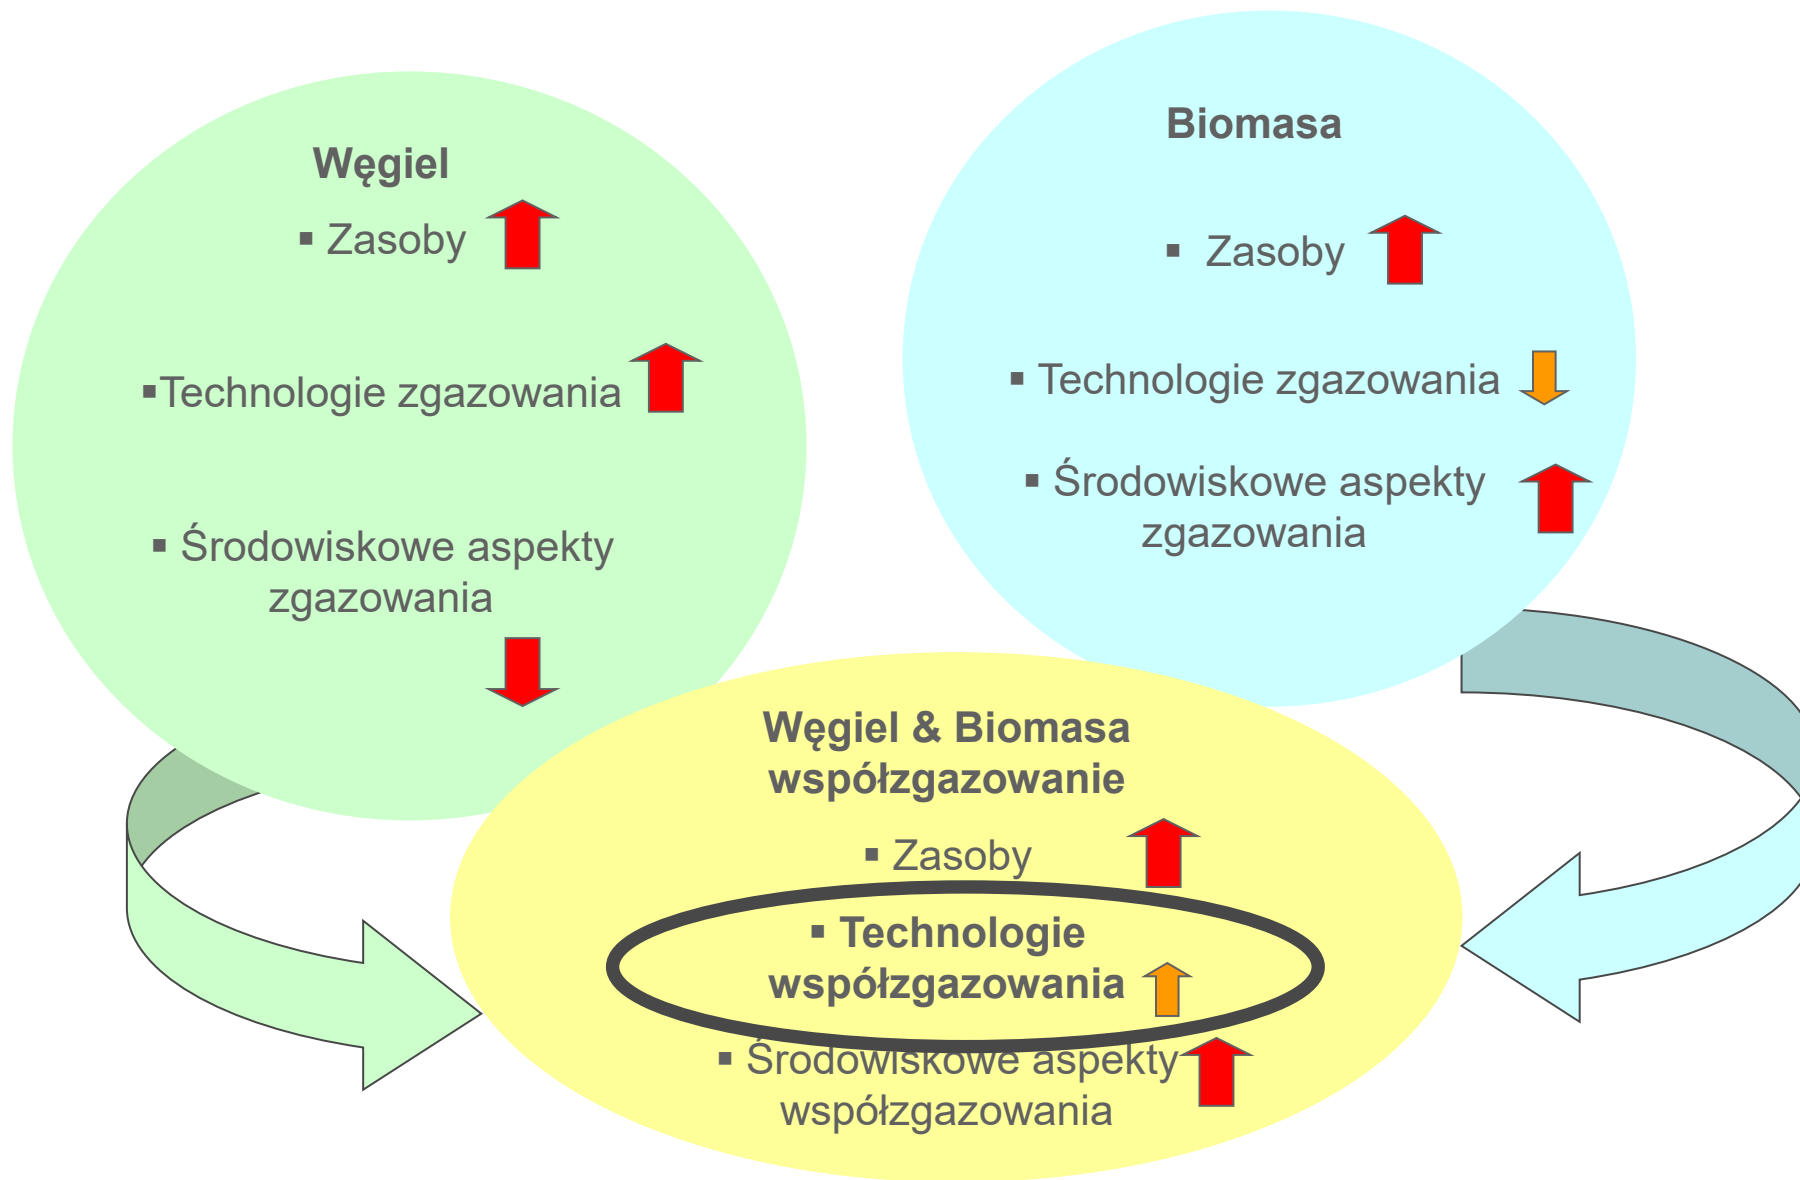 Węgiel
▪ Zasoby
▪Technologie zgazowania
▪ Środowiskowe aspekty
zgazowania
Biomasa
▪ Zasoby
▪ Technologie zgazowania
▪ Środowiskowe aspekty
zgazowania
Węgiel & Biomasa
współzgazowanie
▪ Zasoby
▪ Technologie
współzgazowania
▪ Środowiskowe aspekty
współzgazowania